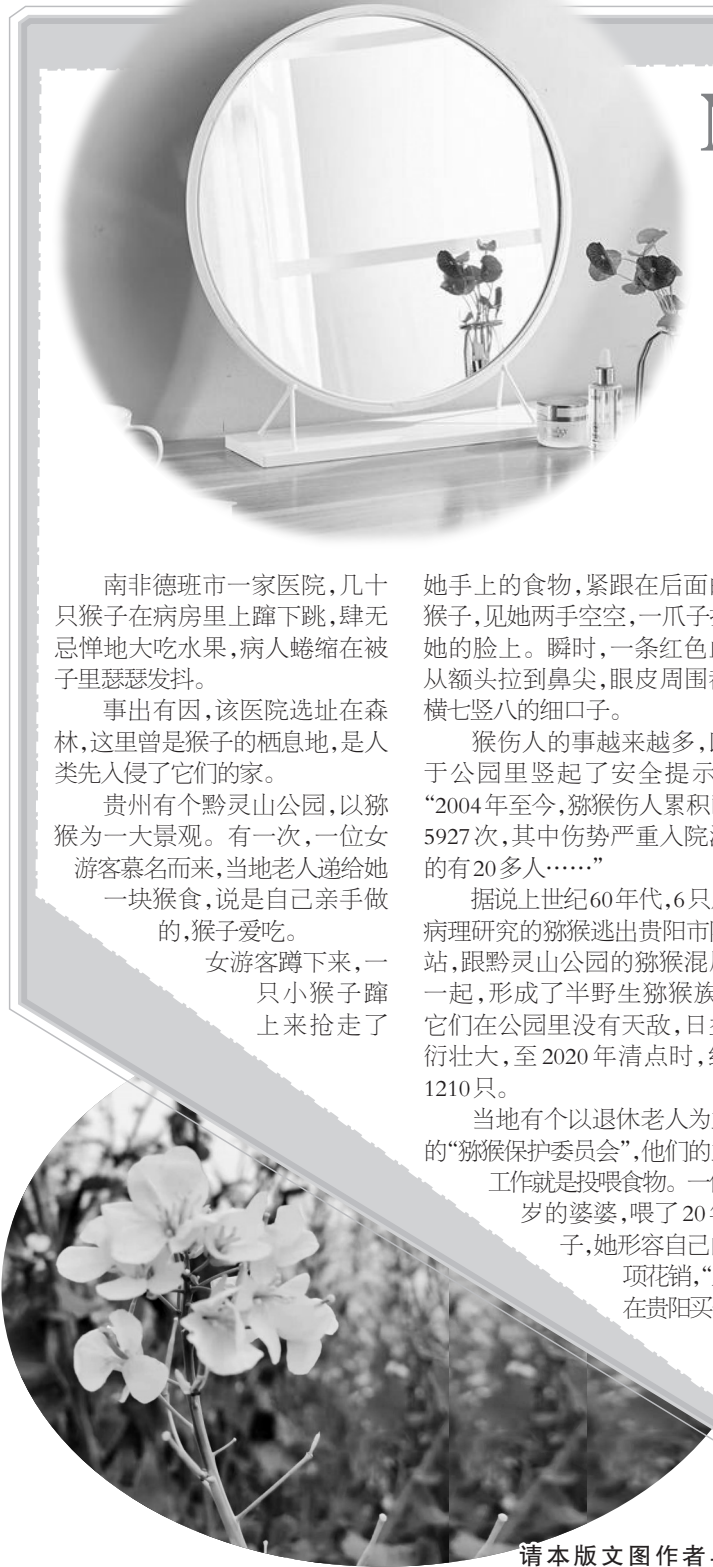 南非德班市一家医院,几十
只猴子在病房里上蹿下跳,肆无
忌惮地大吃水果,病人蜷缩在被
子里瑟瑟发抖。
事出有因,该医院选址在森
林,这里曾是猴子的栖息地,是人
类先入侵了它们的家。
贵州有个黔灵山公园,以猕
猴为一大景观。有一次,一位女
游客慕名而来,当地老人递给她
一块猴食,说是自己亲手做
的,猴子爱吃。
女游客蹲下来,一
只小猴子蹿
上来抢走了
她手上的食物,紧跟在后面
猴子,见她两手空空,一爪子
她的脸上。瞬时,一条红色
从额头拉到鼻尖,眼皮周围
横七竖八的细口子。
猴伤人的事越来越多,
于公园里竖起了安全提示
“2004年至今,猕猴伤人累积
5927次,其中伤势严重入院
的有20多人……”
据说上世纪60年代,6只
病理研究的猕猴逃出贵阳市
站,跟黔灵山公园的猕猴混
一起,形成了半野生猕猴族
它们在公园里没有天敌,日
衍壮大,至2020年清点时,
1210只。
当地有个以退休老人为
的“猕猴保护委员会”,他们的
工作就是投喂食物。一
岁的婆婆,喂了20
子,她形容自己
项花销,“
在贵阳买
请本版文图作者